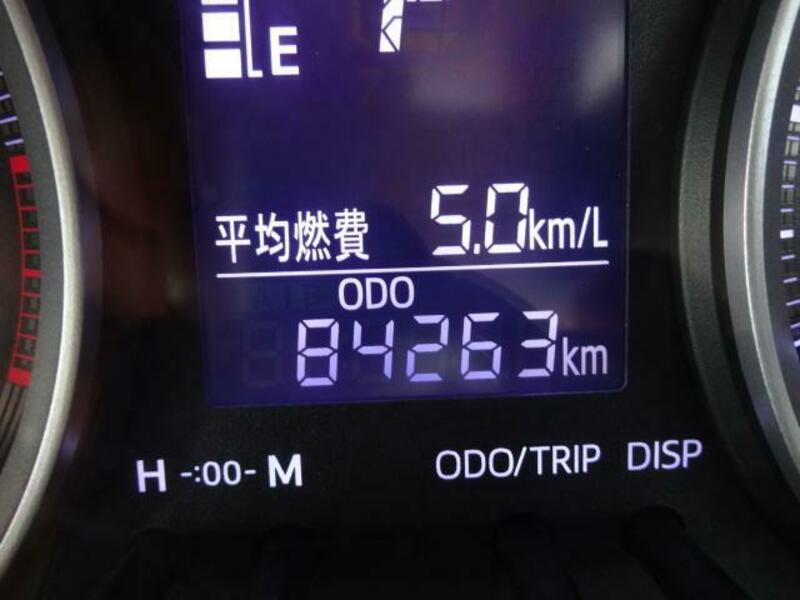 E
平均燃費 5.0km/L
ODO
84263km
H -:00- M ODO/TRIP DISP